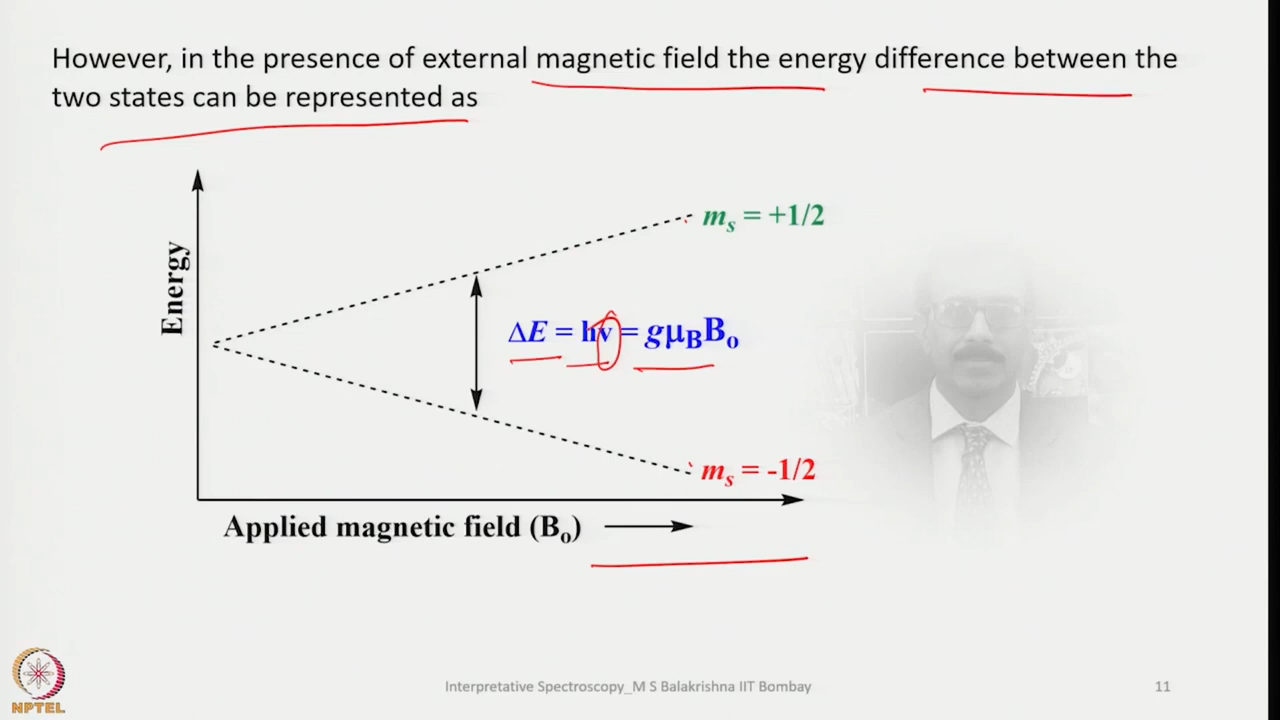 However, in the presence of external magnetic field the energy difference between the
two states can be represented as
Energy
mₛ = +1/2
ΔE = hν = gμ_BBₒ
mₛ = -1/2
Applied magnetic field (Bₒ)
NPTEL
Interpretative Spectroscopy_M S Balakrishna IIT Bombay
11